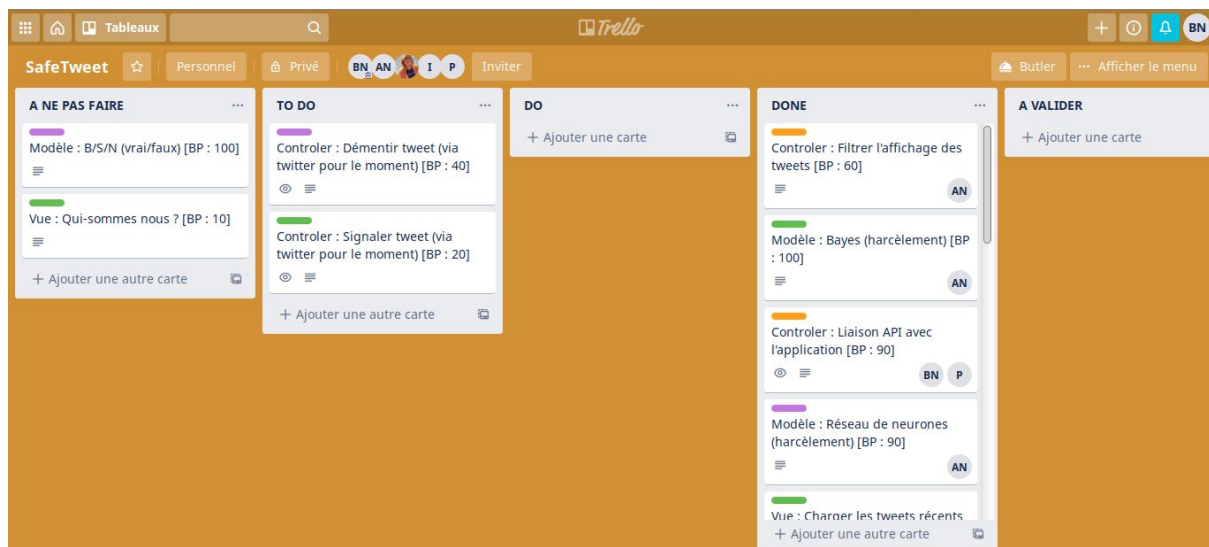 Tableaux
Trello
BN
SafeTweet
Personnel
Privé
BN AN I P
Inviter
Butler
... Afficher le menu
A NE PAS FAIRE
Modèle : B/S/N (vrai/faux) [BP : 100]
Vue : Qui-sommes nous ? [BP : 10]
+ Ajouter une autre carte
TO DO
Controler : Démentir tweet (via
twitter pour le moment) [BP : 40]
Controler : Signaler tweet (via
twitter pour le moment) [BP : 20]
+ Ajouter une autre carte
DO
+ Ajouter une carte
DONE
Controler : Filtrer l'affichage des
tweets [BP : 60]
AN
Modèle : Bayes (harcèlement) [BP
: 100]
AN
Controler : Liaison API avec
l'application [BP : 90]
BN P
Modèle : Réseau de neurones
(harcèlement) [BP : 90]
AN
Vue : Charger les tweets récents
+ Ajouter une autre carte
A VALIDER
+ Ajouter une carte